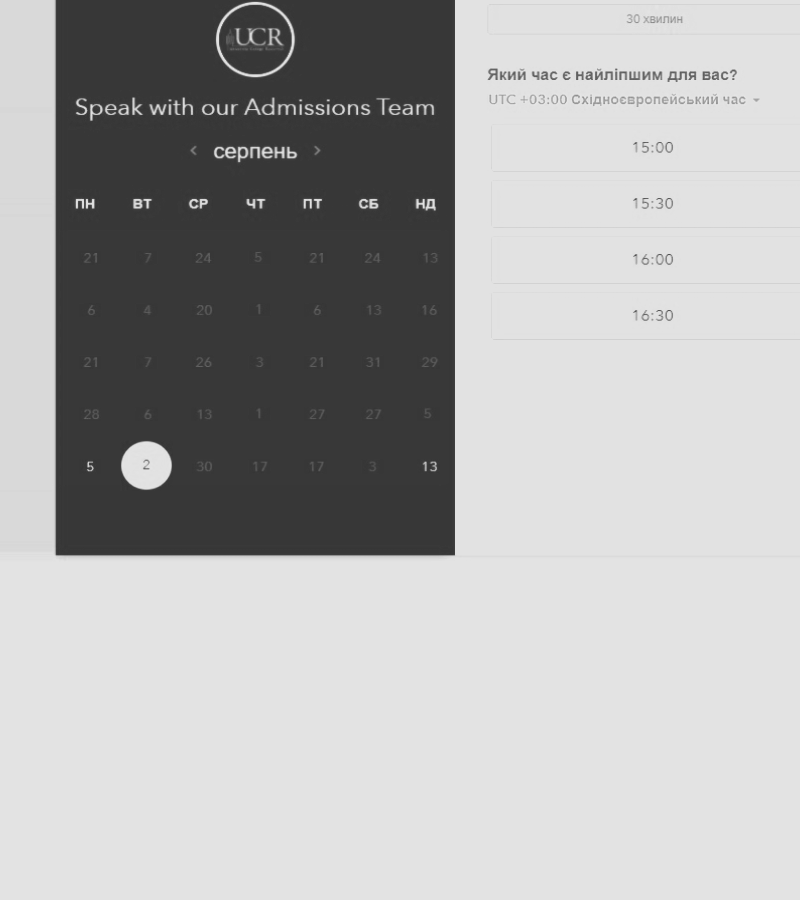 UCR
Speak with our Admissions Team
серпень
ПН ВТ СР ЧТ ПТ СБ НД
21 7 24 5 21 24 13
6 4 20 1 6 13 16
21 7 26 3 21 31 29
28 6 13 1 27 27 5
5 2 30 17 17 3 13
30 хвилин
Який час є найліпшим для вас?
UTC +03:00 Східноєвропейський час
15:00
15:30
16:00
16:30